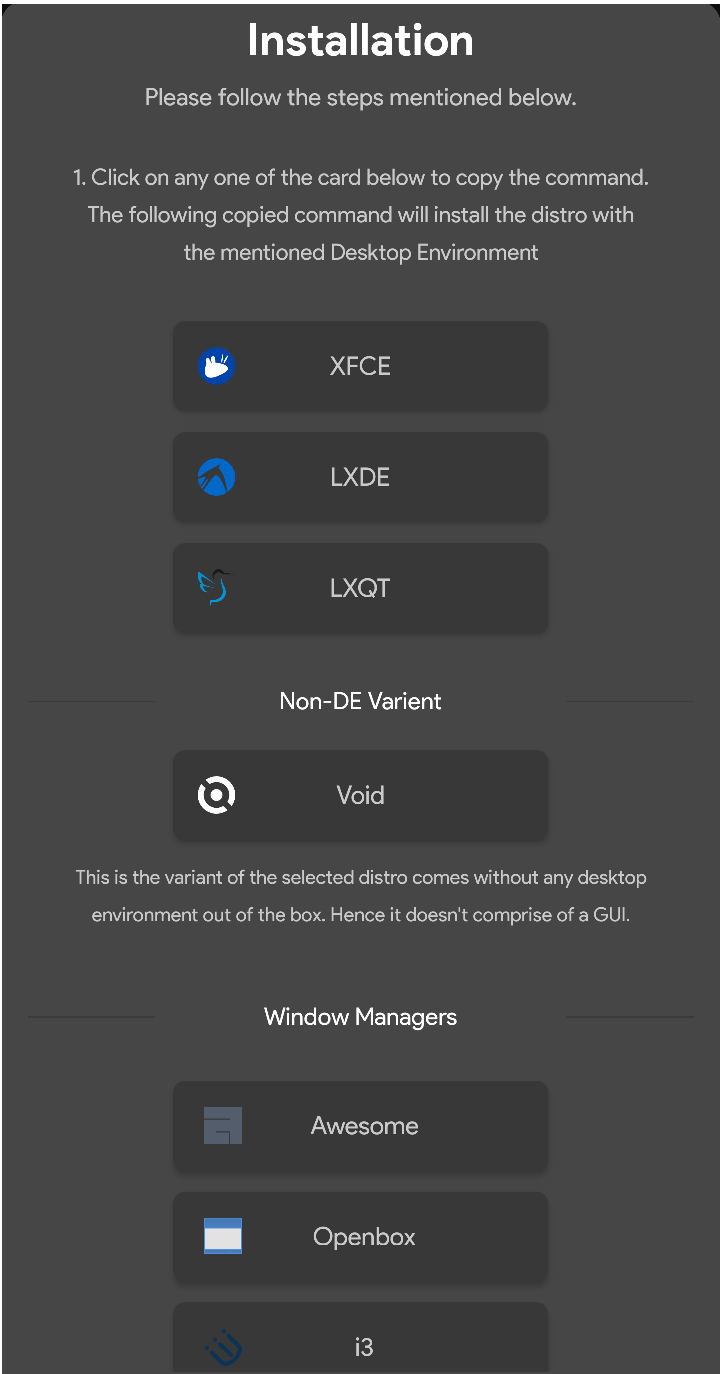 Installation
Please follow the steps mentioned below.
1. Click on any one of the card below to copy the command.
The following copied command will install the distro with
the mentioned Desktop Environment
XFCE
LXDE
LXQT
Non-DE Varient
Void
This is the variant of the selected distro comes without any desktop
environment out of the box. Hence it doesn't comprise of a GUI.
Window Managers
Awesome
Openbox
i3